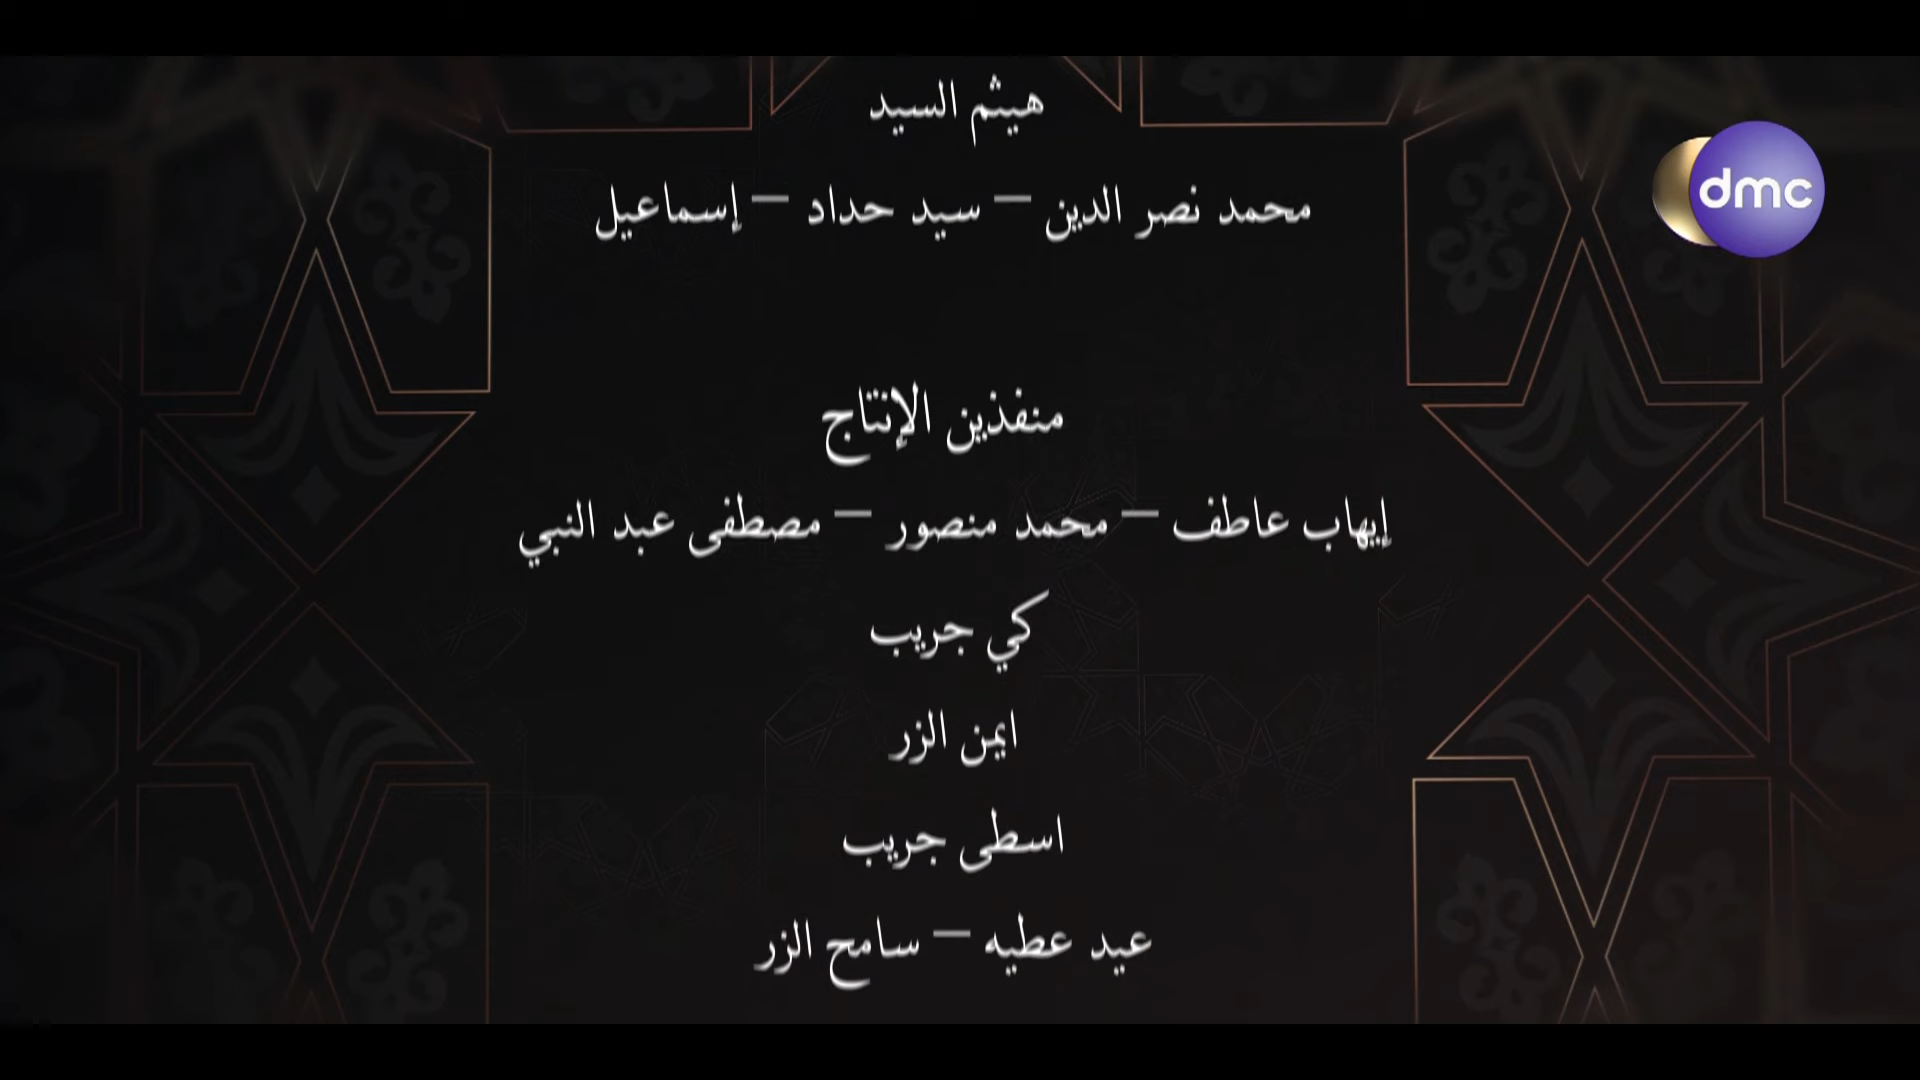 هيثم السيد
dmc
محمد نصر الدين – سيد حداد – إسماعيل
منفذين الإنتاج
إيهاب عاطف – محمد منصور – مصطفى عبد النبي
كي جريب
ايمن الزر
اسطى جريب
عيد عطيه – سامح الزر